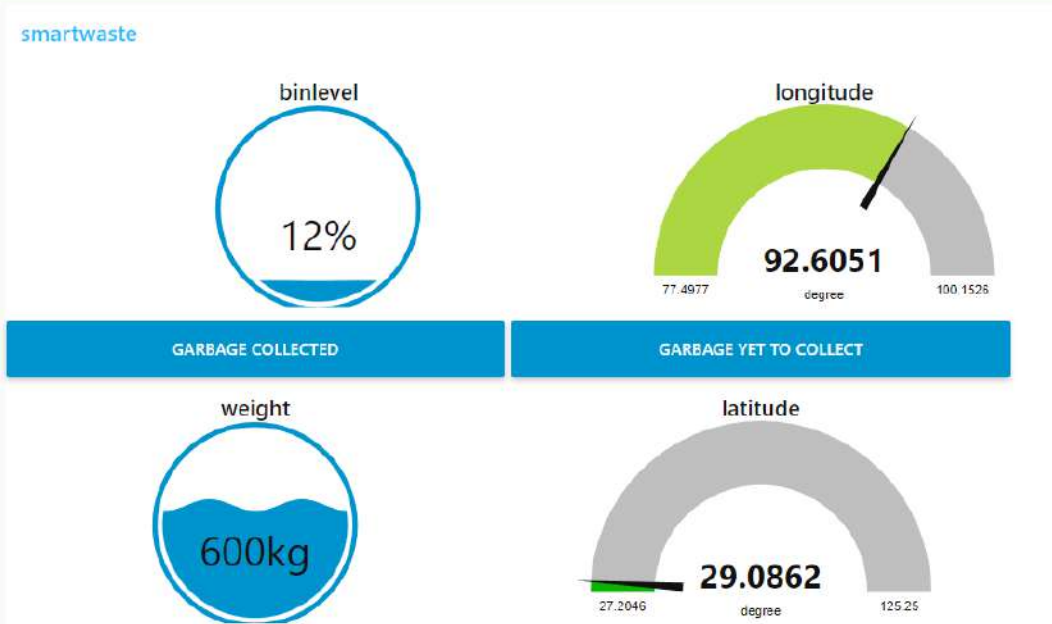 smartwaste
binlevel
12%
longitude
92.6051
77.4977
degree
100.1526
GARBAGE COLLECTED
GARBAGE YET TO COLLECT
weight
600kg
latitude
29.0862
27.2046
degree
125.25